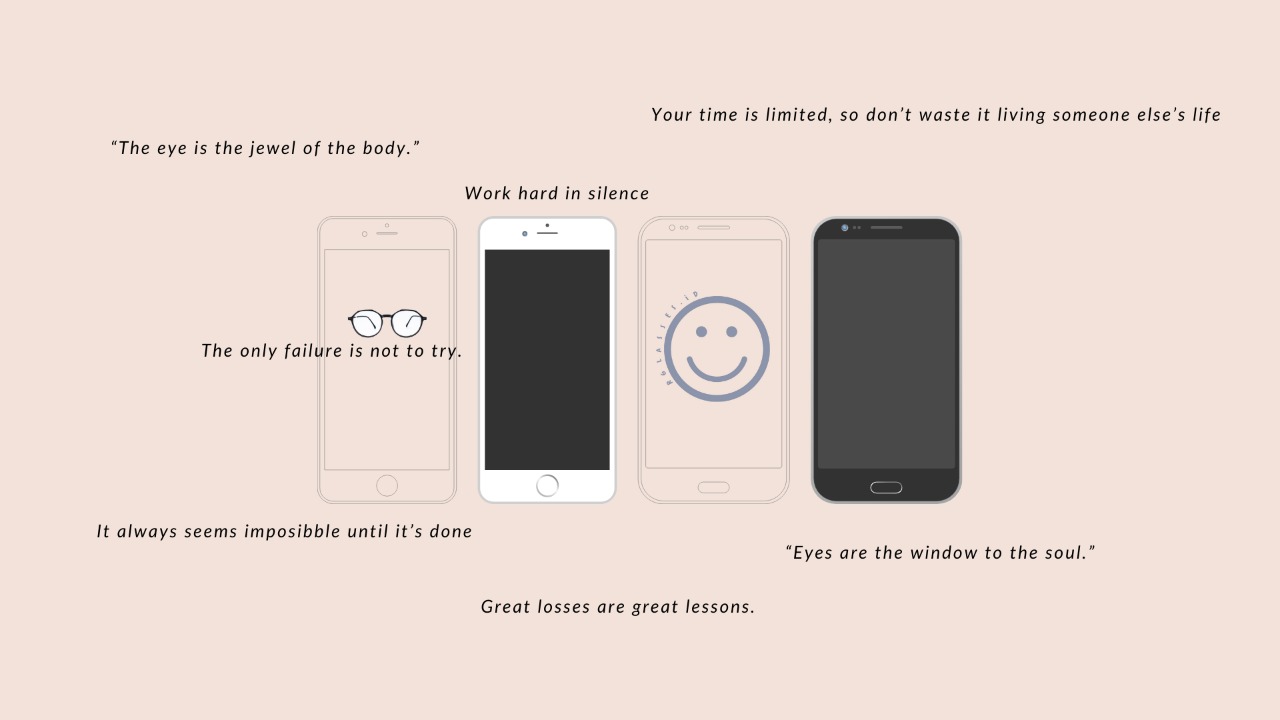 Your time is limited, so don’t waste it living someone else’s life
“The eye is the jewel of the body.”
Work hard in silence
The only failure is not to try.
It always seems imposibble until it’s done
“Eyes are the window to the soul.”
Great losses are great lessons.